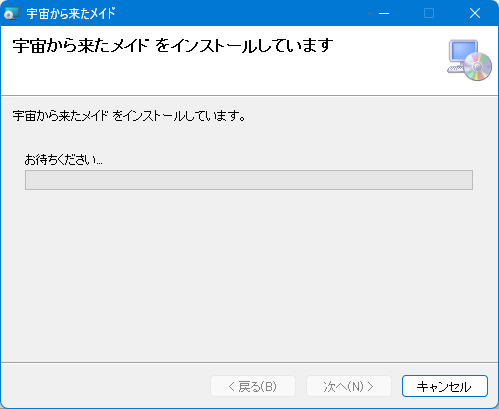 宇宙から来たメイド
宇宙から来たメイド をインストールしています
宇宙から来たメイド をインストールしています。
お待ちください...
< 戻る(B)
次へ(N) >
キャンセル